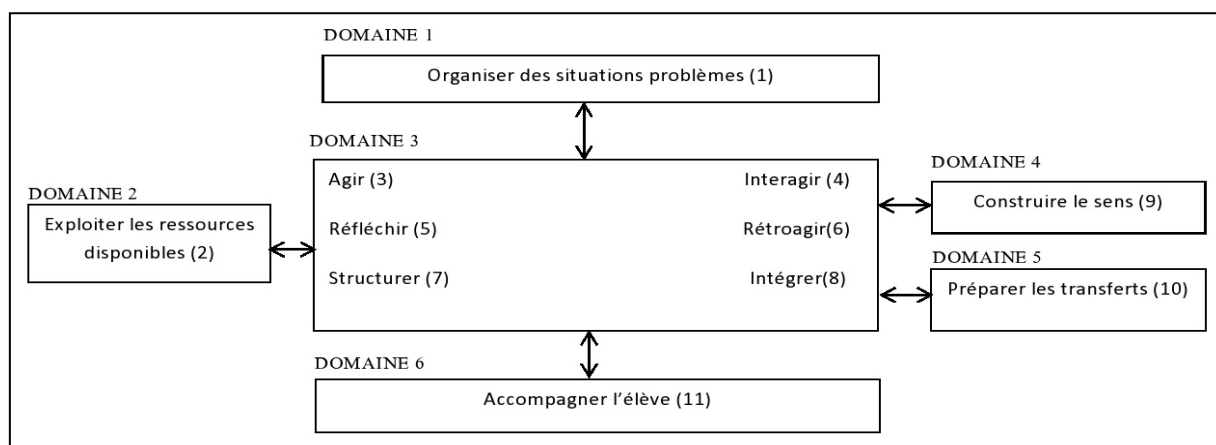 DOMAINE 1
Organiser des situations problèmes (1)
DOMAINE 3
Agir (3)
Interagir (4)
Réfléchir (5)
Rétroagir(6)
Structurer (7)
Intégrer(8)
DOMAINE 2
Exploiter les ressources
disponibles (2)
DOMAINE 4
Construire le sens (9)
DOMAINE 5
Préparer les transferts (10)
DOMAINE 6
Accompagner l’élève (11)